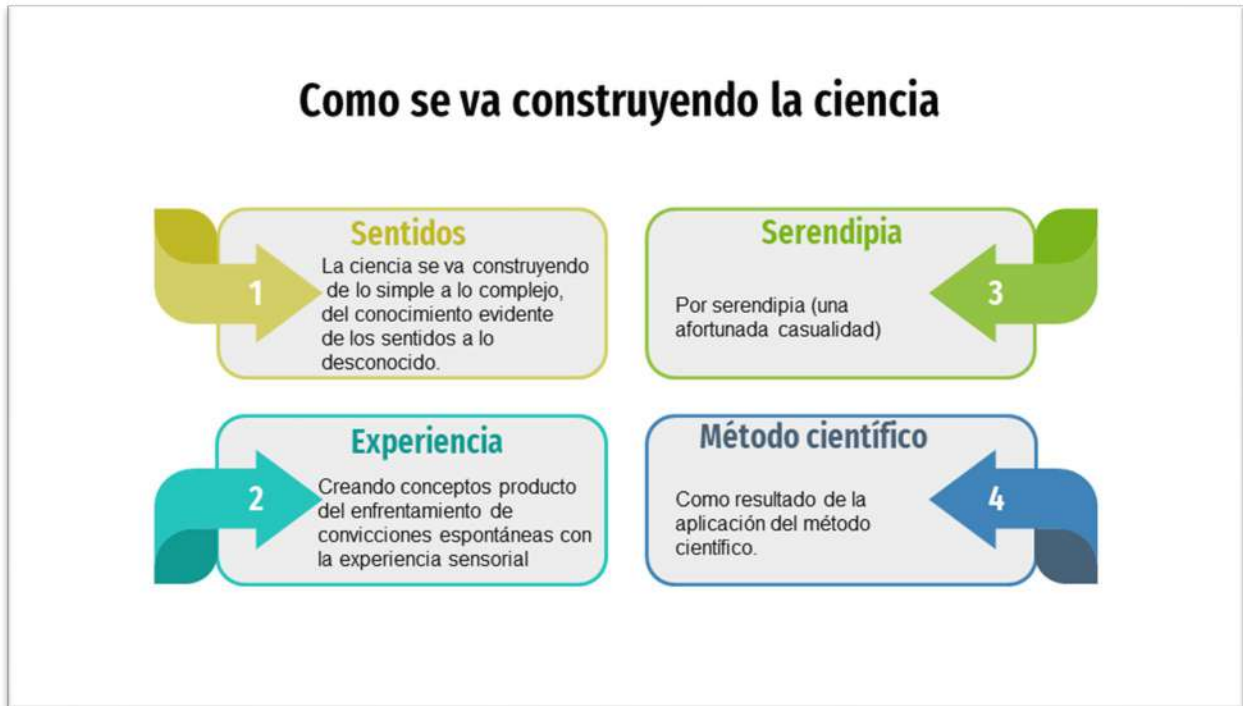 Como se va construyendo la ciencia
Sentidos
1
La ciencia se va construyendo
de lo simple a lo complejo,
del conocimiento evidente
de los sentidos a lo
desconocido.
Experiencia
2
Creando conceptos producto
del enfrentamiento de
convicciones espontáneas con
la experiencia sensorial
Serendipia
3
Por serendipia (una
afortunada casualidad)
Método científico
4
Como resultado de la
aplicación del método
científico.